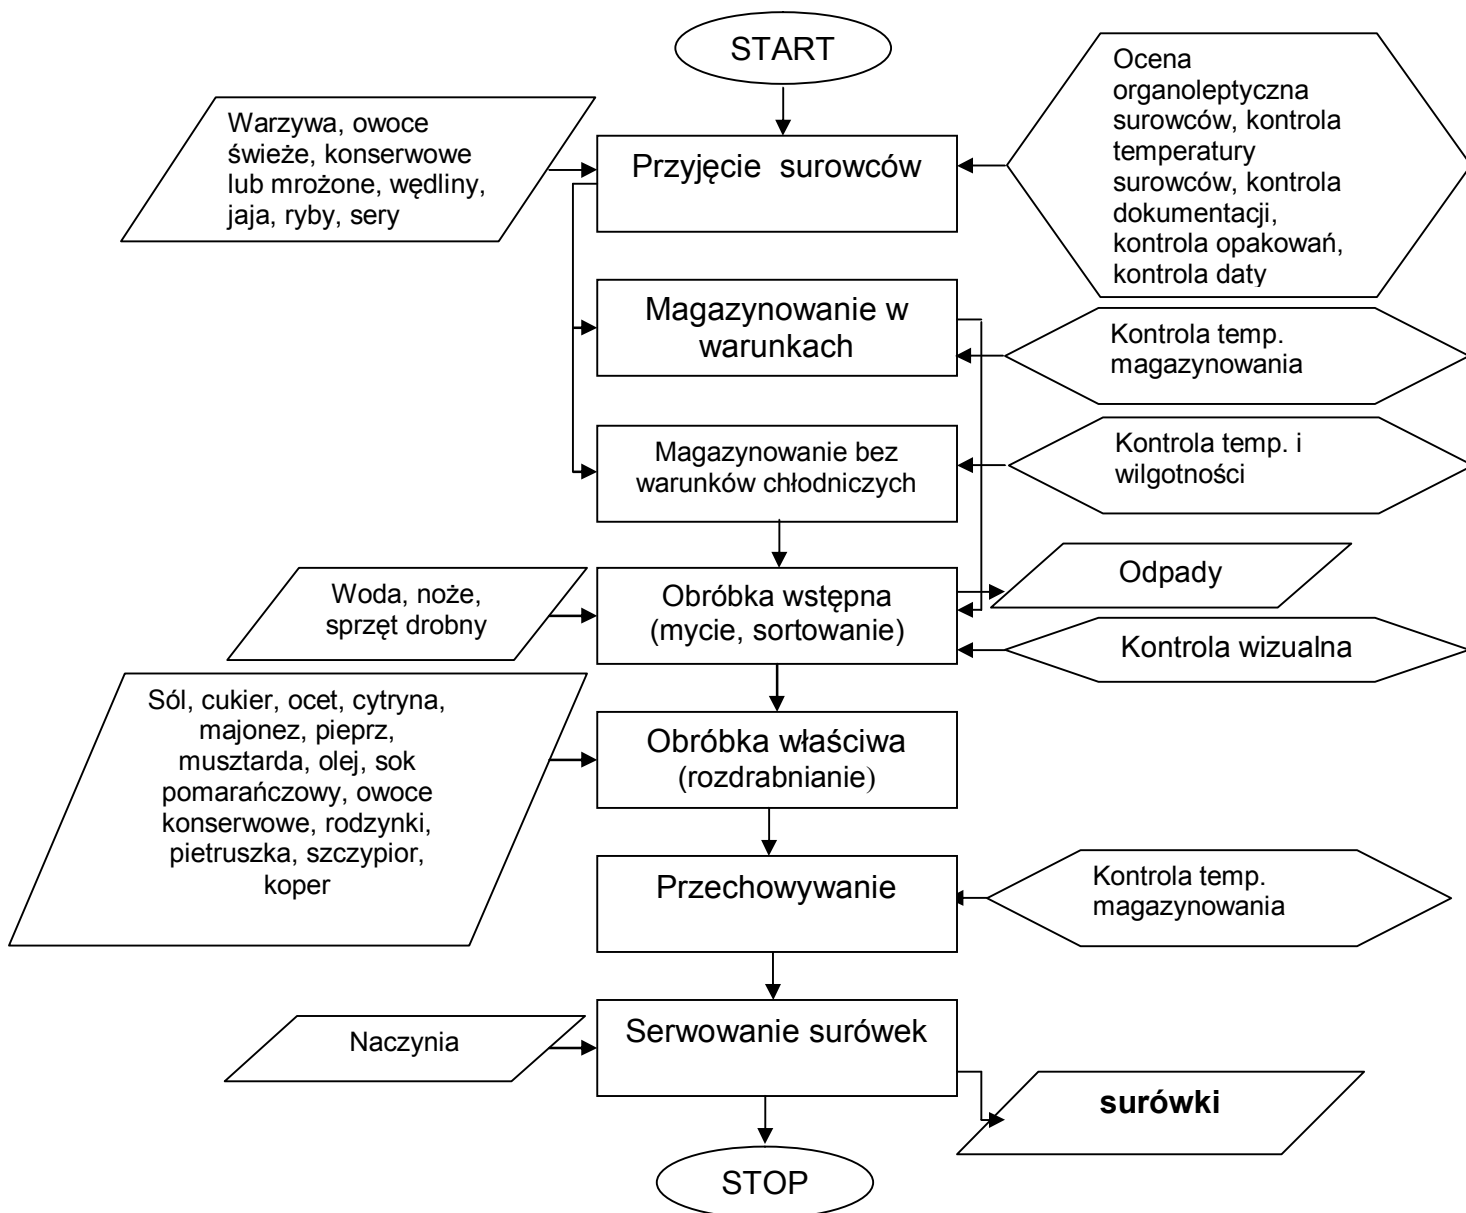 START
Ocena
organoleptyczna
surowców, kontrola
temperatury
surowców, kontrola
dokumentacji,
kontrola opakowań,
kontrola daty
Warzywa, owoce
świeże, konserwowe
lub mrożone, wędliny,
jaja, ryby, sery
Przyjęcie surowców
Magazynowanie w
warunkach
Kontrola temp.
magazynowania
Magazynowanie bez
warunków chłodniczych
Kontrola temp. i
wilgotności
Odpady
Woda, noże,
sprzęt drobny
Obróbka wstępna
(mycie, sortowanie)
Kontrola wizualna
Sól, cukier, ocet, cytryna,
majonez, pieprz,
musztarda, olej, sok
pomarańczowy, owoce
konserwowe, rodzynki,
pietruszka, szczypior,
koper
Obróbka właściwa
(rozdrabnianie)
Przechowywanie
Kontrola temp.
magazynowania
Naczynia
Serwowanie surówek
surówki
STOP